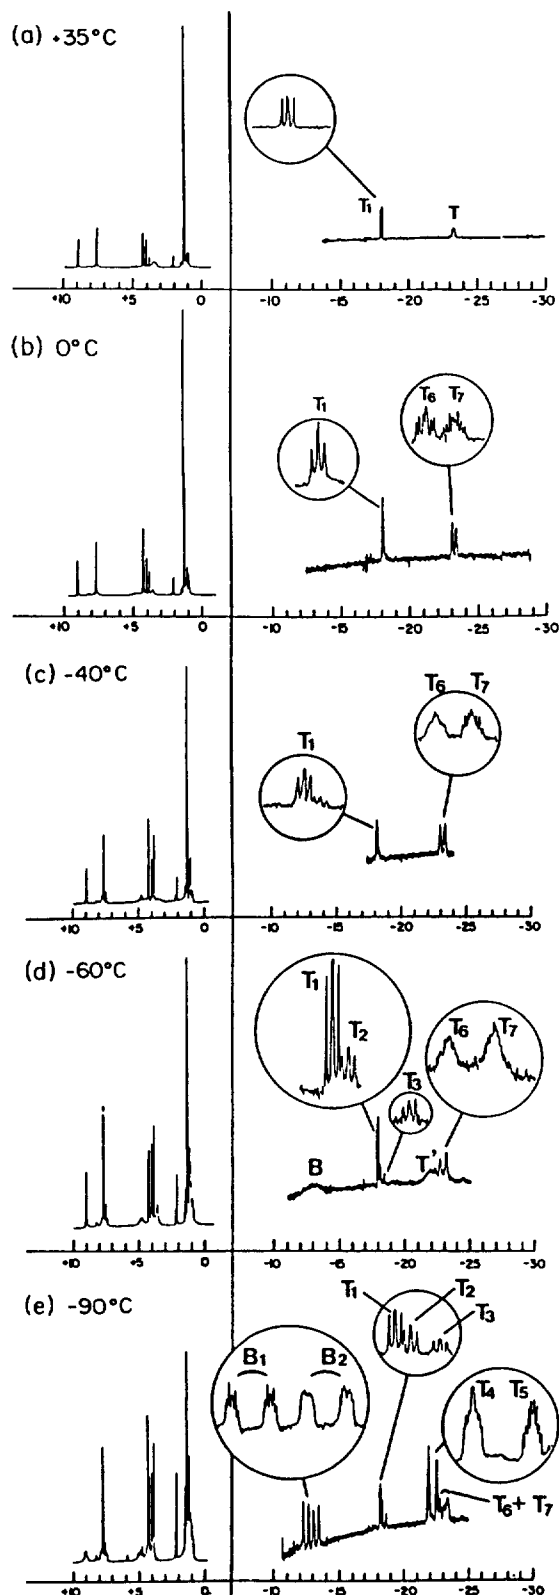 (a) +35°C
T1 T
+10 +5 0 -10 -15 -20 -25 -30
(b) 0°C
T1 T6 T7
+10 +5 0 -10 -15 -20 -25 -30
(c) -40°C
T1 T6 T7
+10 +5 0 -10 -15 -20 -25 -30
(d) -60°C
T1 T2 T3 T6 T7
B T'
+10 +5 0 -10 -15 -20 -25 -30
(e) -90°C
T1 T2 T3
B1 B2
T4 T5
T6 + T7
+10 +5 0 -10 -15 -20 -25 -30